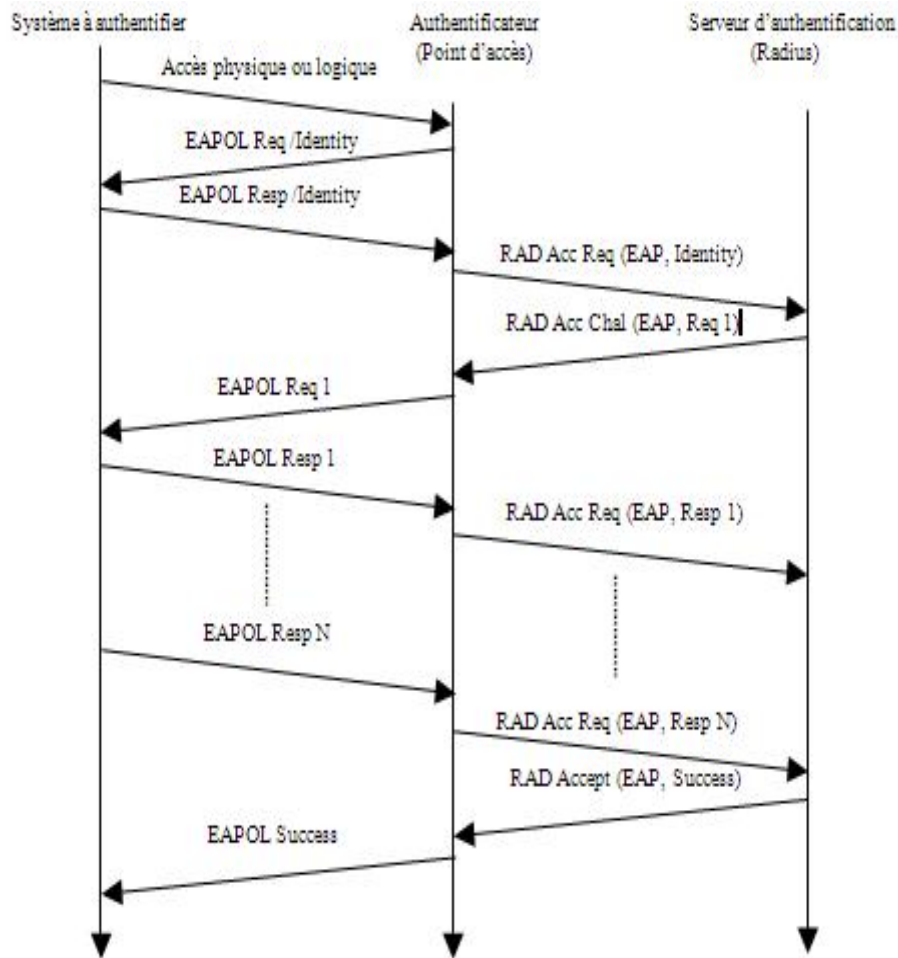 Système à authentifier
Authentificateur
(Point d'accès)
Serveur d'authentification
(Radius)
Accès physique ou logique
EAPOL Req /Identity
EAPOL Resp /Identity
RAD Acc Req (EAP, Identity)
RAD Acc Chal (EAP, Req 1)
EAPOL Req 1
EAPOL Resp 1
RAD Acc Req (EAP, Resp 1)
EAPOL Resp N
RAD Acc Req (EAP, Resp N)
RAD Accept (EAP, Success)
EAPOL Success